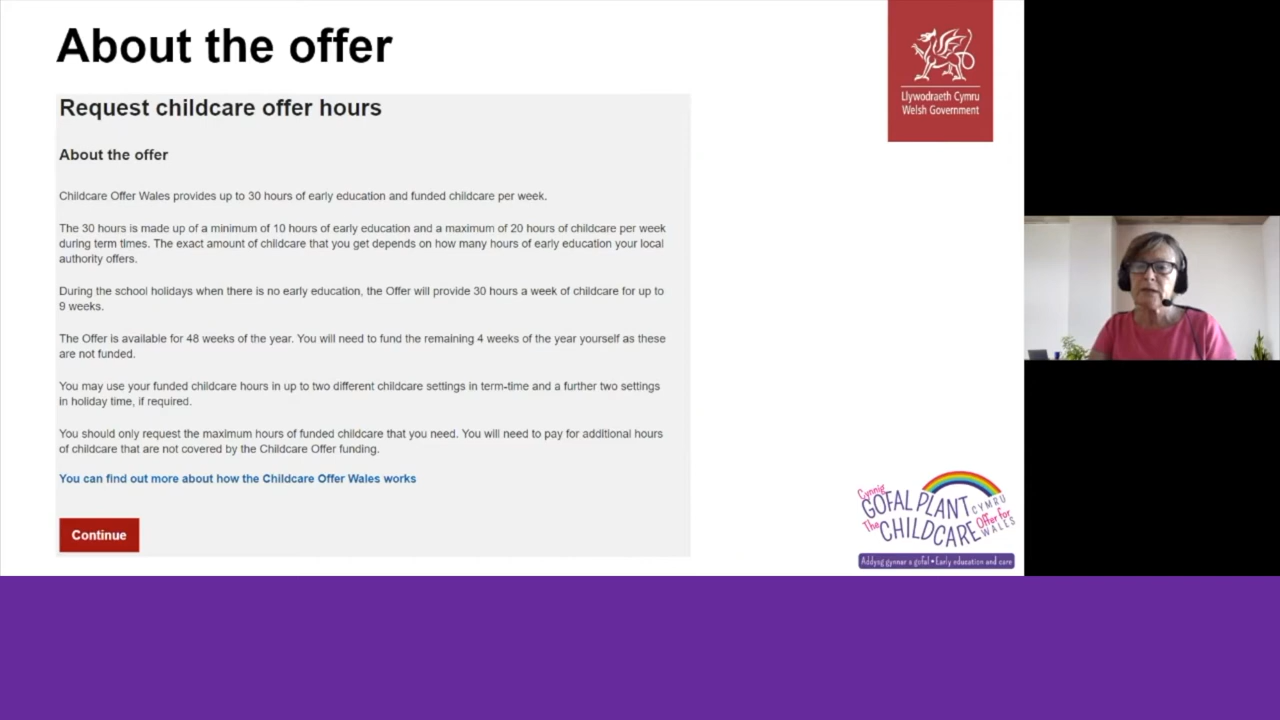 About the offer
Request childcare offer hours
About the offer
Childcare Offer Wales provides up to 30 hours of early education and funded childcare per week.
The 30 hours is made up of a minimum of 10 hours of early education and a maximum of 20 hours of childcare per week
during term times. The exact amount of childcare that you get depends on how many hours of early education your local
authority offers.
During the school holidays when there is no early education, the Offer will provide 30 hours a week of childcare for up to
9 weeks.
The Offer is available for 48 weeks of the year. You will need to fund the remaining 4 weeks of the year yourself as these
are not funded.
You may use your funded childcare hours in up to two different childcare settings in term-time and a further two settings
in holiday time, if required.
You should only request the maximum hours of funded childcare that you need. You will need to pay for additional hours
of childcare that are not covered by the Childcare Offer funding.
You can find out more about how the Childcare Offer Wales works
Continue
Llywodraeth Cymru
Welsh Government
Cynnig
GOFAL PLANT
CYMRU
The
CHILDCARE
Offer for
WALES
Addysg gynnar a gofal • Early education and care